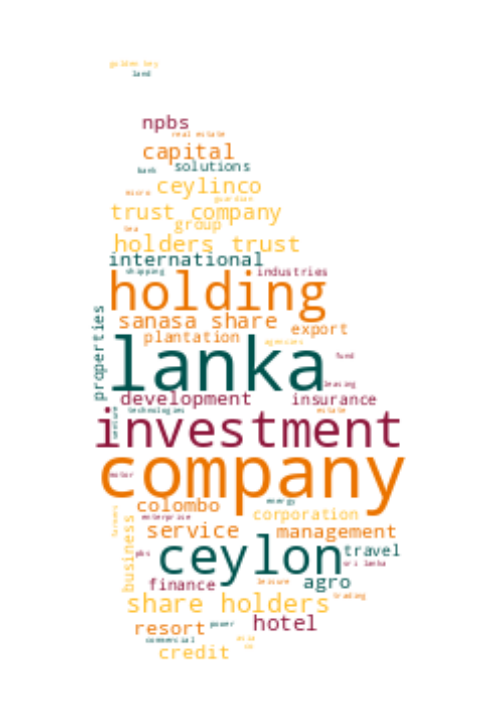 golden key
land
npbs
real estate
capital
bank solutions
micro ceylinco
guardian
trust company
tea group
holders trust
international
shipping industries
holding
sanasa share
export
plantation
agencies
properties
lanka
fund
leasing
development insurance
technologies estate
venture
investment
company
motor
energy
colombo
enterprise corporation
farmers
business
service management
ceylon
travel
pbs
sri lanka
finance leisure agro
trading
share holders
resort power hotel
commercial asia
credit